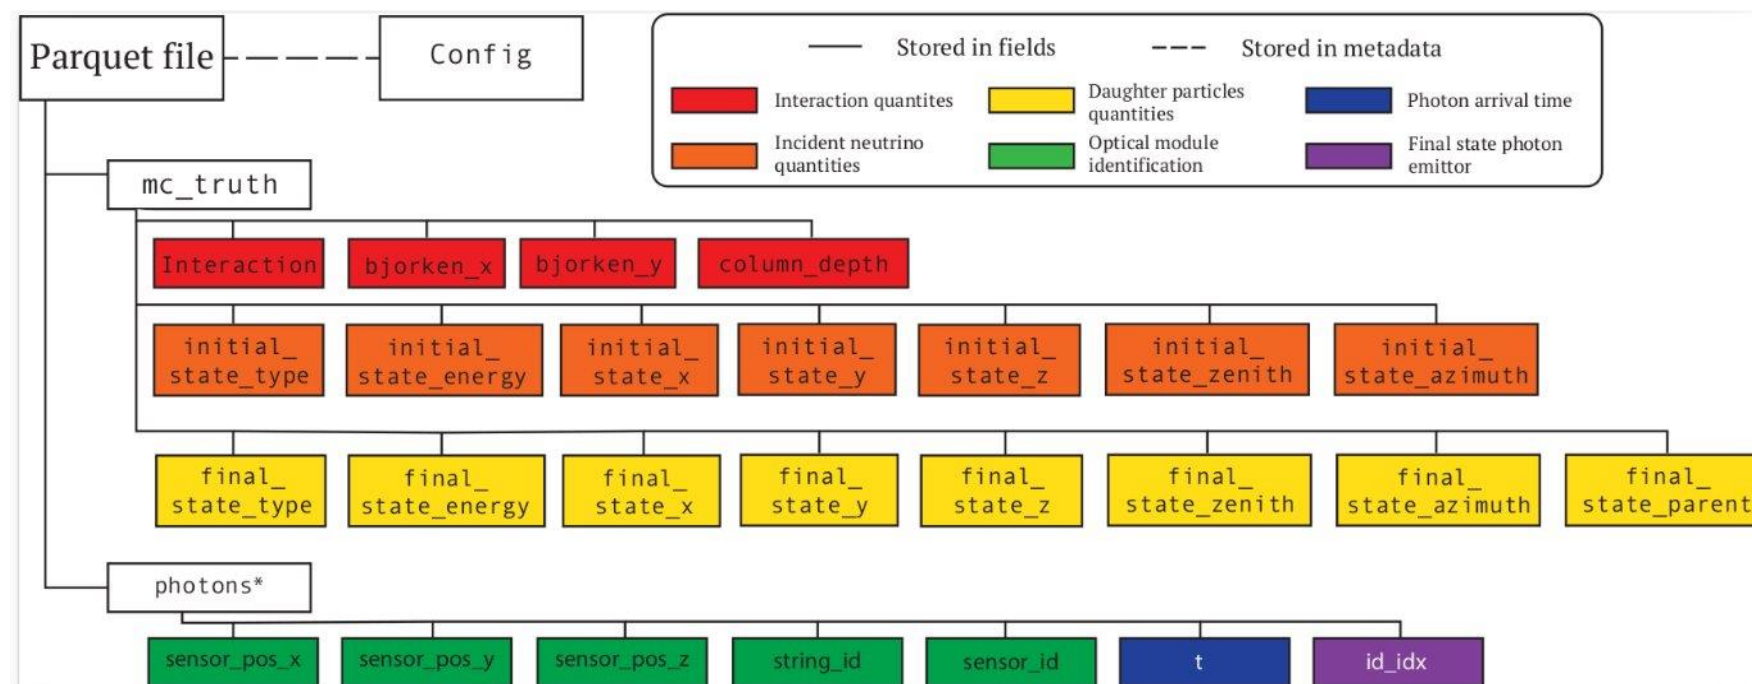 Parquet file
Config
Stored in fields
Stored in metadata
Interaction quantites
Daughter particles
quantities
Photon arrival time
Incident neutrino
quantities
Optical module
identification
Final state photon
emittor
mc_truth
Interaction
bjorken_x
bjorken_y
column_depth
initial_
state_type
initial_
state_energy
initial_
state_x
initial_
state_y
initial_
state_z
initial_
state_zenith
initial_
state_azimuth
final_
state_type
final_
state_energy
final_
state_x
final_
state_y
final_
state_z
final_
state_zenith
final_
state_azimuth
final_
state_parent
photons*
sensor_pos_x
sensor_pos_y
sensor_pos_z
string_id
sensor_id
t
id_idx